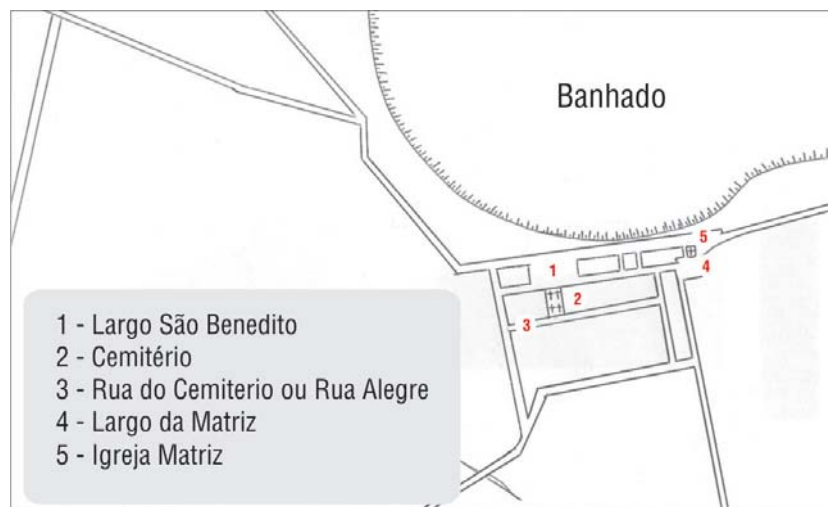 Banhado
5
1
4
2
3
1 - Largo São Benedito
2 - Cemitério
3 - Rua do Cemiterio ou Rua Alegre
4 - Largo da Matriz
5 - Igreja Matriz